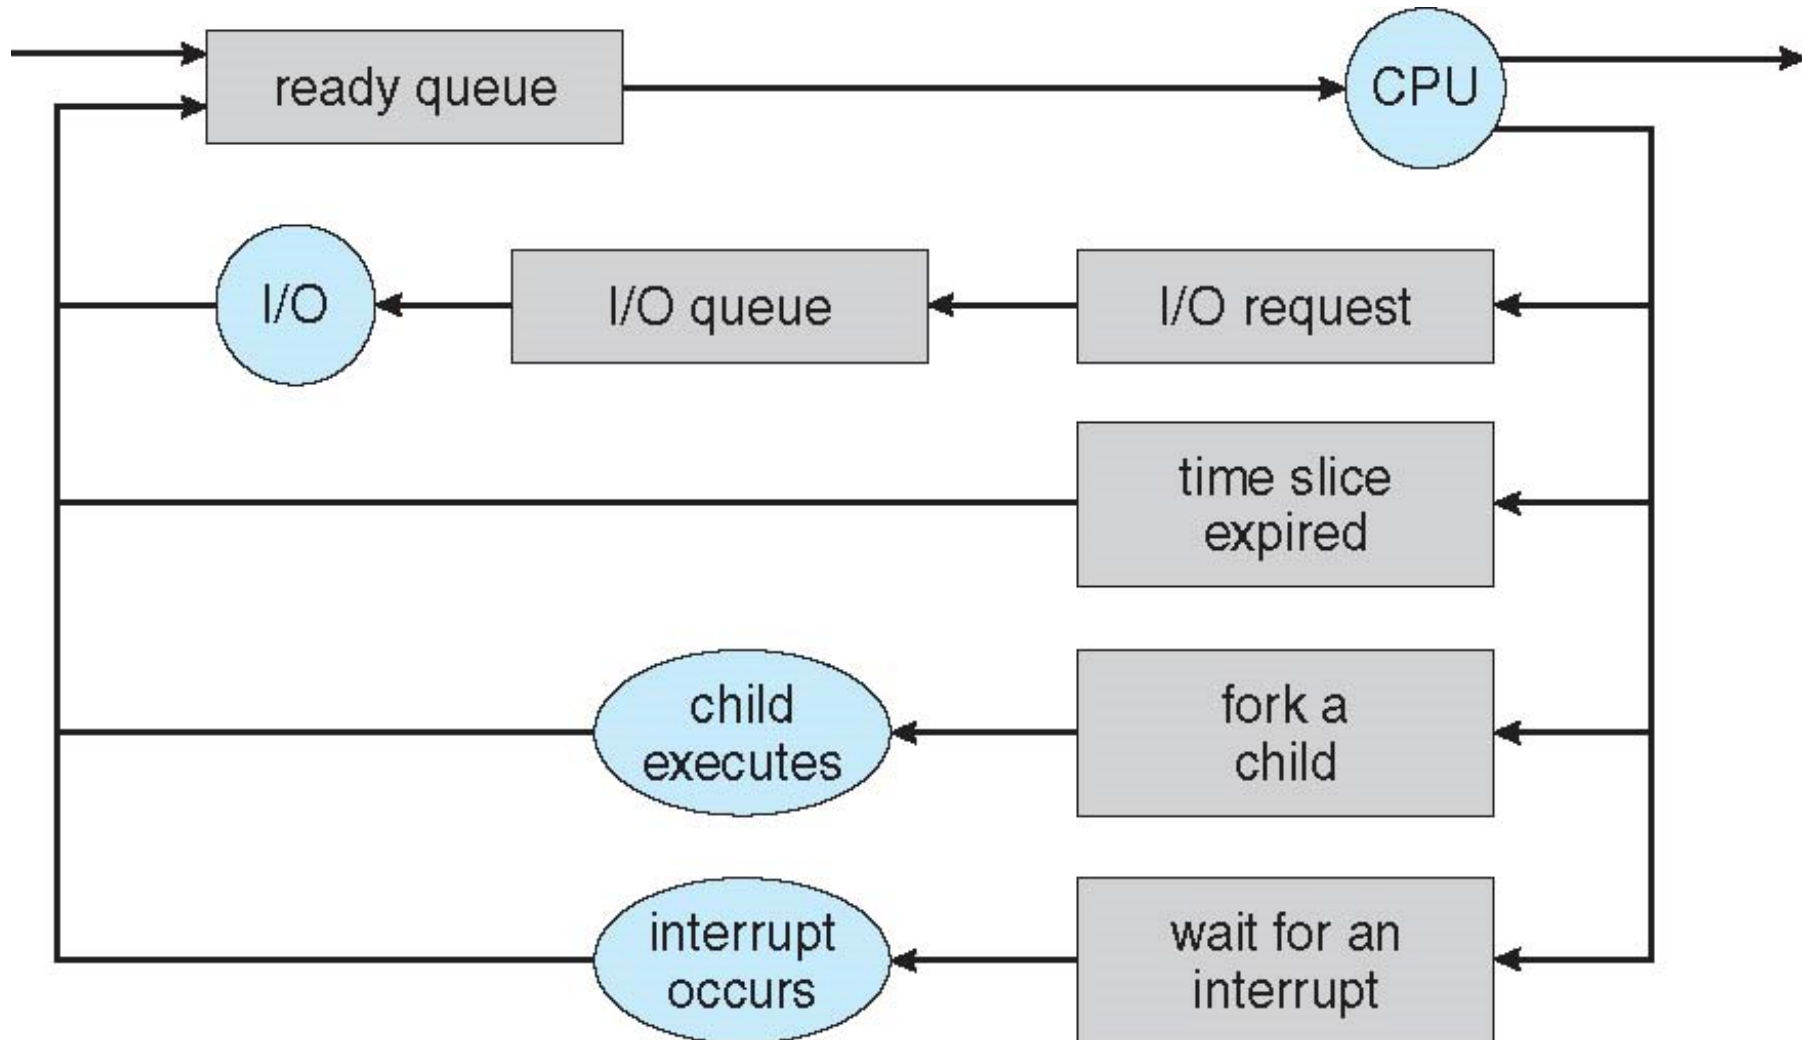 ready queue
CPU
I/O
I/O queue
I/O request
time slice
expired
child
executes
fork a
child
interrupt
occurs
wait for an
interrupt